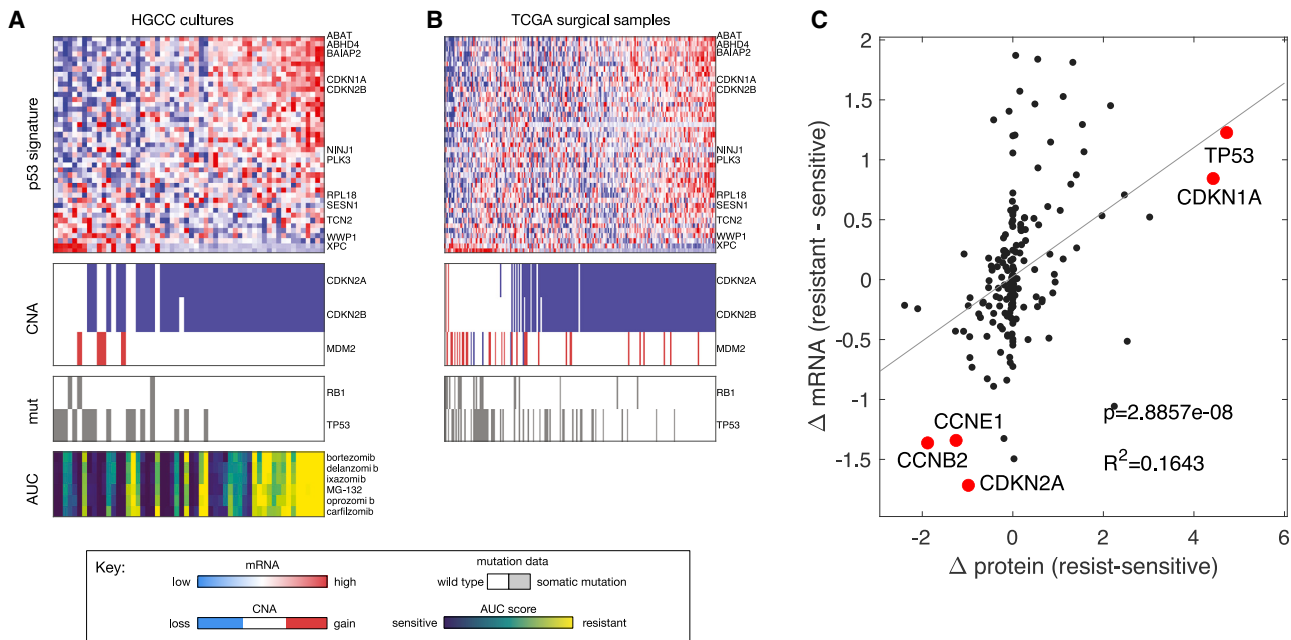 A
HGCC cultures
p53 signature
ABAT
ABHD4
BAIAP2
CDKN1A
CDKN2B
NINJ1
PLK3
RPL18
SESN1
TCN2
WWP1
XPC
CNA
CDKN2A
CDKN2B
MDM2
mut
RB1
TP53
AUC
bortezomib
delanzomib
ixazomib
MG-132
oprozomib
carfilzomib
B
TCGA surgical samples
ABAT
ABHD4
BAIAP2
CDKN1A
CDKN2B
NINJ1
PLK3
RPL18
SESN1
TCN2
WWP1
XPC
CDKN2A
CDKN2B
MDM2
RB1
TP53
Key:
mRNA
low
high
CNA
loss
gain
mutation data
wild type
somatic mutation
AUC score
sensitive
resistant
C
Δ mRNA (resistant - sensitive)
2
1.5
1
0.5
0
-0.5
-1
-1.5
TP53
CDKN1A
CCNE1
CCNB2
CDKN2A
p=2.8857e-08
R²=0.1643
-2
0
2
4
6
Δ protein (resist-sensitive)